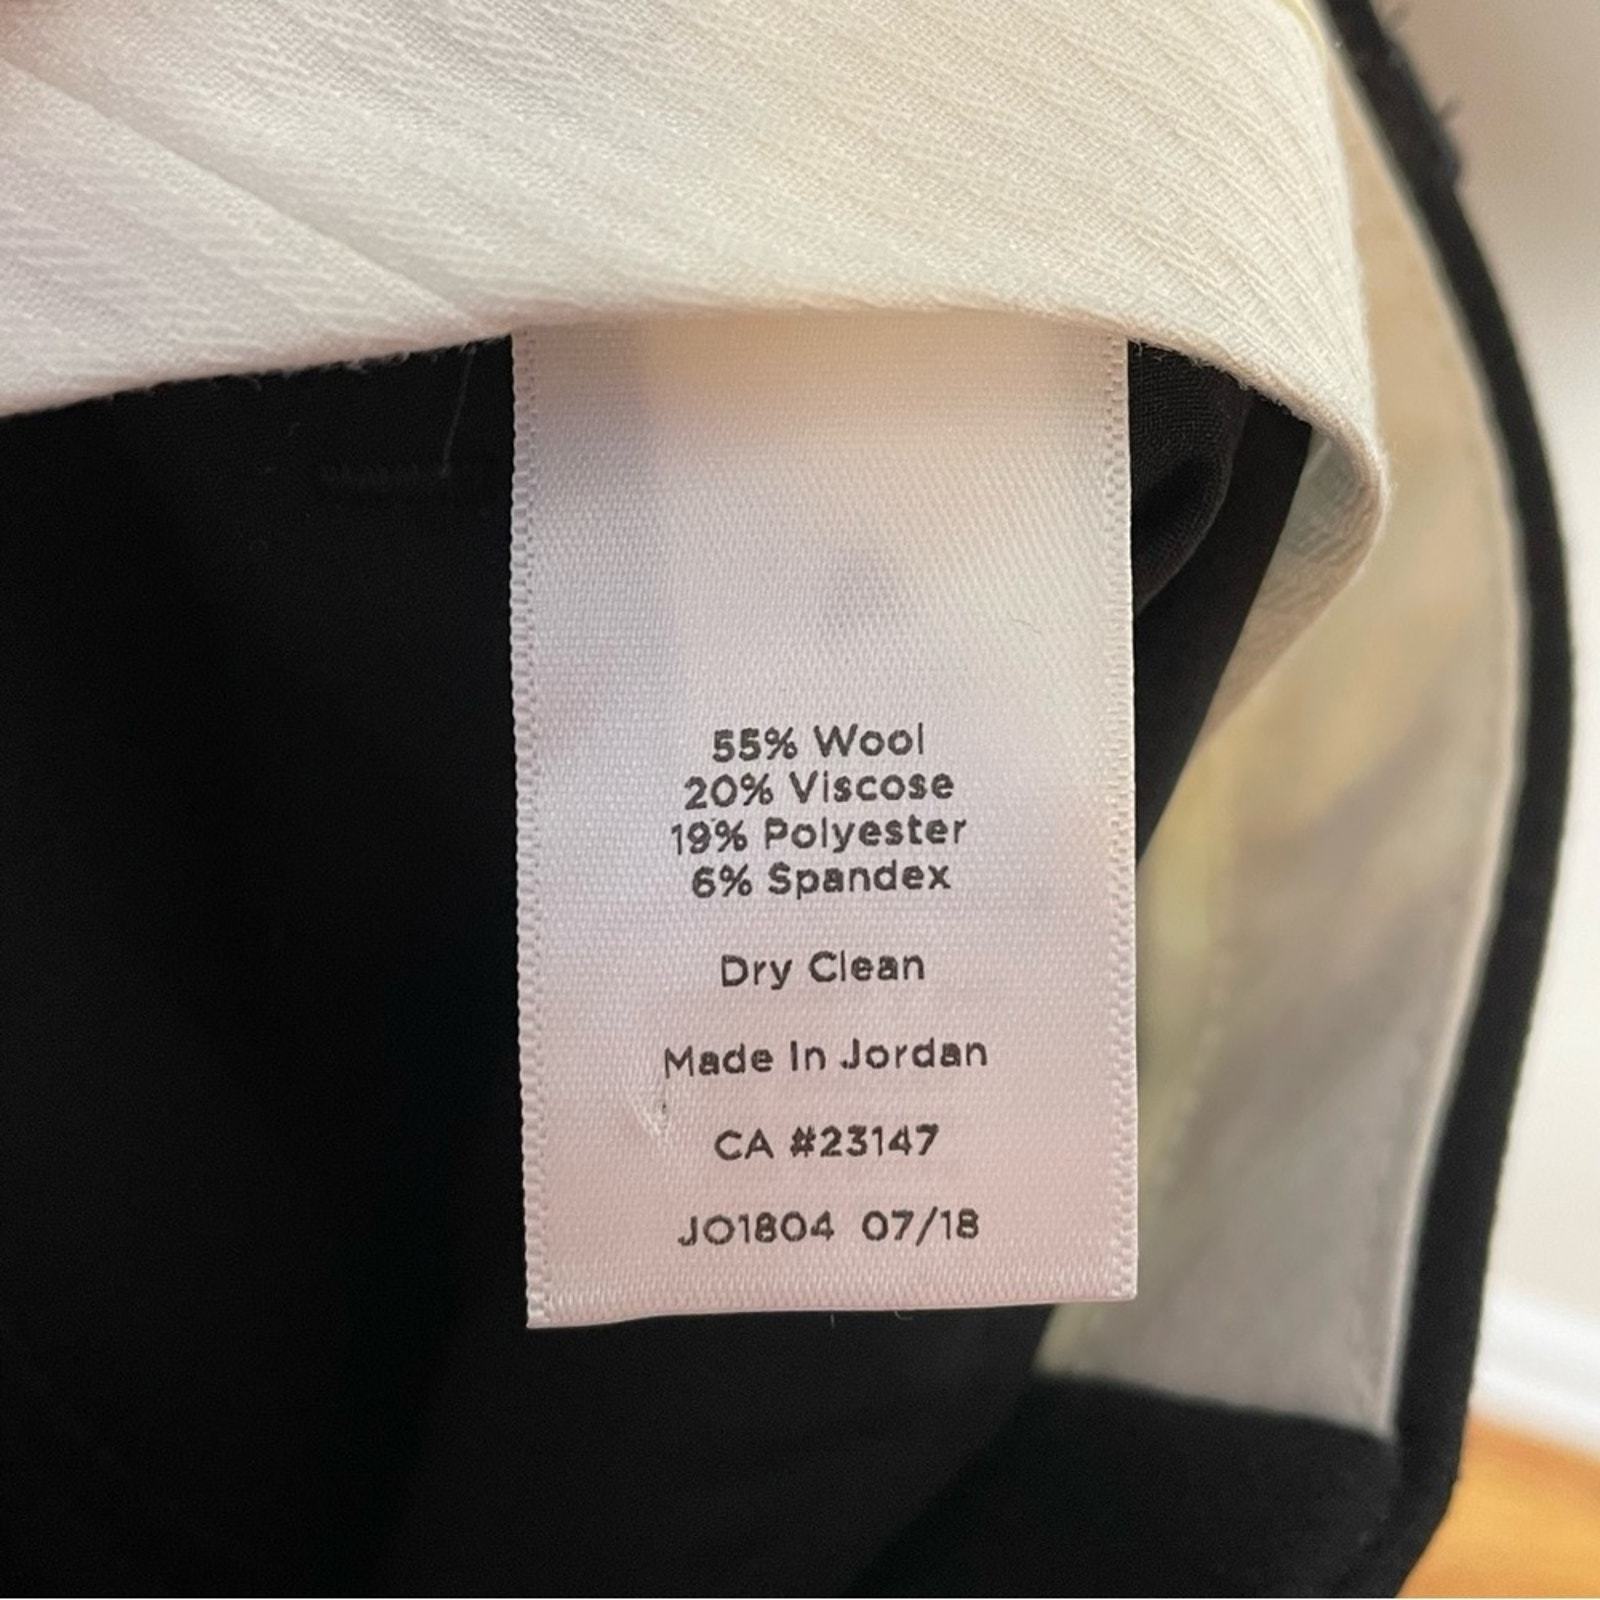 55% Wool
20% Viscose
19% Polyester
6% Spandex
Dry Clean
Made In Jordan
CA #23147
JO1804 07/18